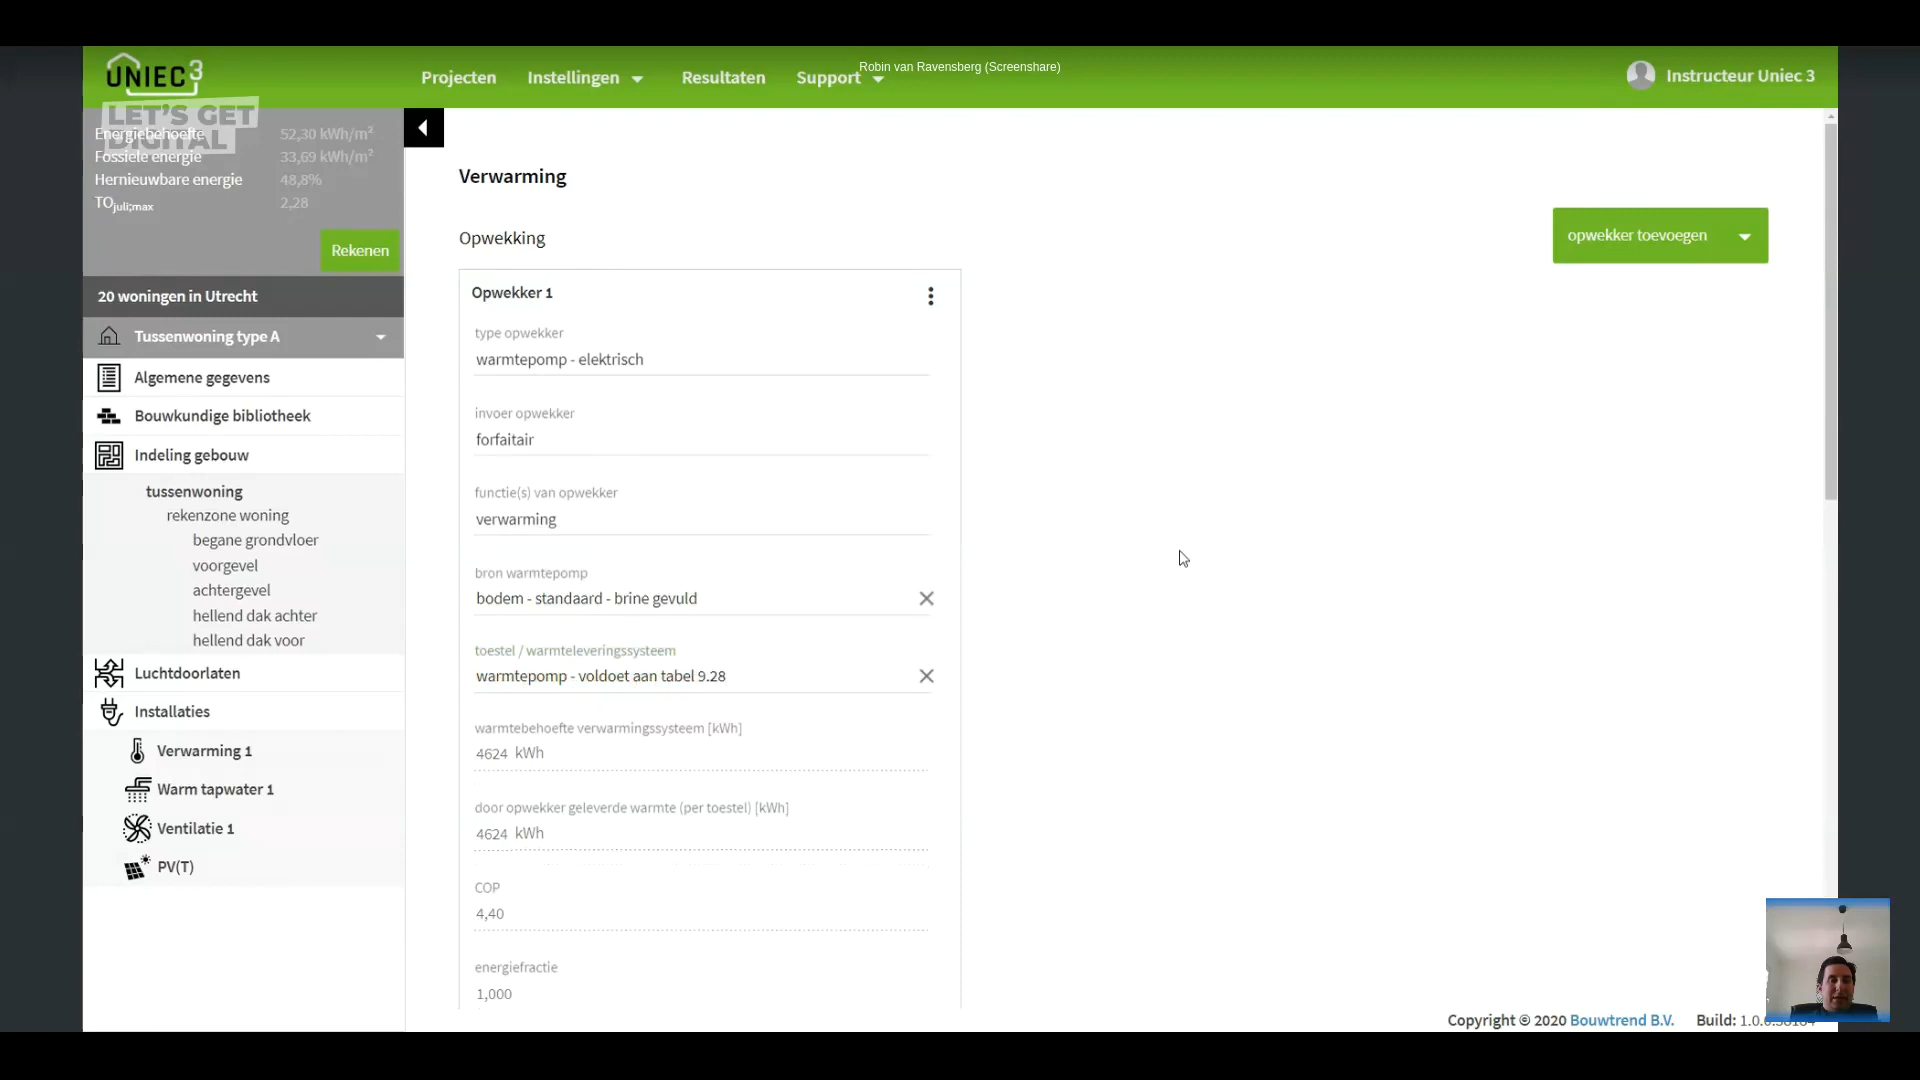 Robin van Ravensberg (Screenshare)
UNIEC 3
Projecten
Instellingen
Resultaten
Support
Instructeur Uniec 3
LET'S GET
DIGITAL
Energiebehoefte 52,30 kWh/m²
Fossiele energie 33,69 kWh/m²
Hernieuwbare energie 48,8%
TOjuli;max 2,28
Rekenen
20 woningen in Utrecht
Tussenwoning type A
Algemene gegevens
Bouwkundige bibliotheek
Indeling gebouw
tussenwoning
rekenzone woning
begane grondvloer
voorgevel
achtergevel
hellend dak achter
hellend dak voor
Luchtdoorlaten
Installaties
Verwarming 1
Warm tapwater 1
Ventilatie 1
PV(T)
Verwarming
Opwekking
opwekker toevoegen
Opwekker 1
type opwekker
warmtepomp - elektrisch
invoer opwekker
forfaitair
functie(s) van opwekker
verwarming
bron warmtepomp
bodem - standaard - brine gevuld
toestel / warmteleveringssysteem
warmtepomp - voldoet aan tabel 9.28
warmtebehoefte verwarmingssysteem [kWh]
4624 kWh
door opwekker geleverde warmte (per toestel) [kWh]
4624 kWh
COP
4,40
energiefractie
1,000
Copyright © 2020 Bouwtrend B.V. Build: